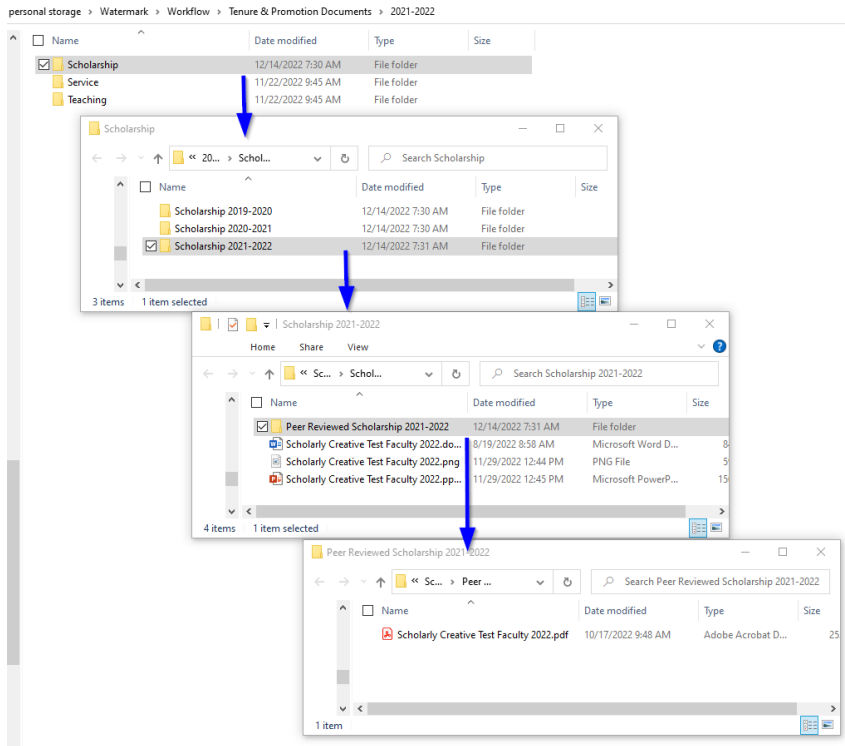 personal storage > Watermark > Workflow > Tenure & Promotion Documents > 2021-2022
Name Date modified Type Size
Scholarship 12/14/2022 7:30 AM File folder
Service 11/22/2022 9:45 AM File folder
Teaching 11/22/2022 9:45 AM File folder
Scholarship
« 20... > Schol... Search Scholarship
Name Date modified Type Size
Scholarship 2019-2020 12/14/2022 7:30 AM File folder
Scholarship 2020-2021 12/14/2022 7:30 AM File folder
Scholarship 2021-2022 12/14/2022 7:31 AM File folder
3 items 1 item selected
Scholarship 2021-2022
Home Share View
« Sc... > Schol... Search Scholarship 2021-2022
Name Date modified Type Size
Peer Reviewed Scholarship 2021-2022 12/14/2022 7:31 AM File folder
Scholarly Creative Test Faculty 2022.do... 8/19/2022 8:58 AM Microsoft Word D... 8
Scholarly Creative Test Faculty 2022.png 11/29/2022 12:44 PM PNG File 5
Scholarly Creative Test Faculty 2022.pp... 11/29/2022 12:45 PM Microsoft PowerP... 15
4 items 1 item selected
Peer Reviewed Scholarship 2021-2022
« Sc... > Peer ... Search Peer Reviewed Scholarship 2021-2022
Name Date modified Type Size
Scholarly Creative Test Faculty 2022.pdf 10/17/2022 9:48 AM Adobe Acrobat D... 25
1 item